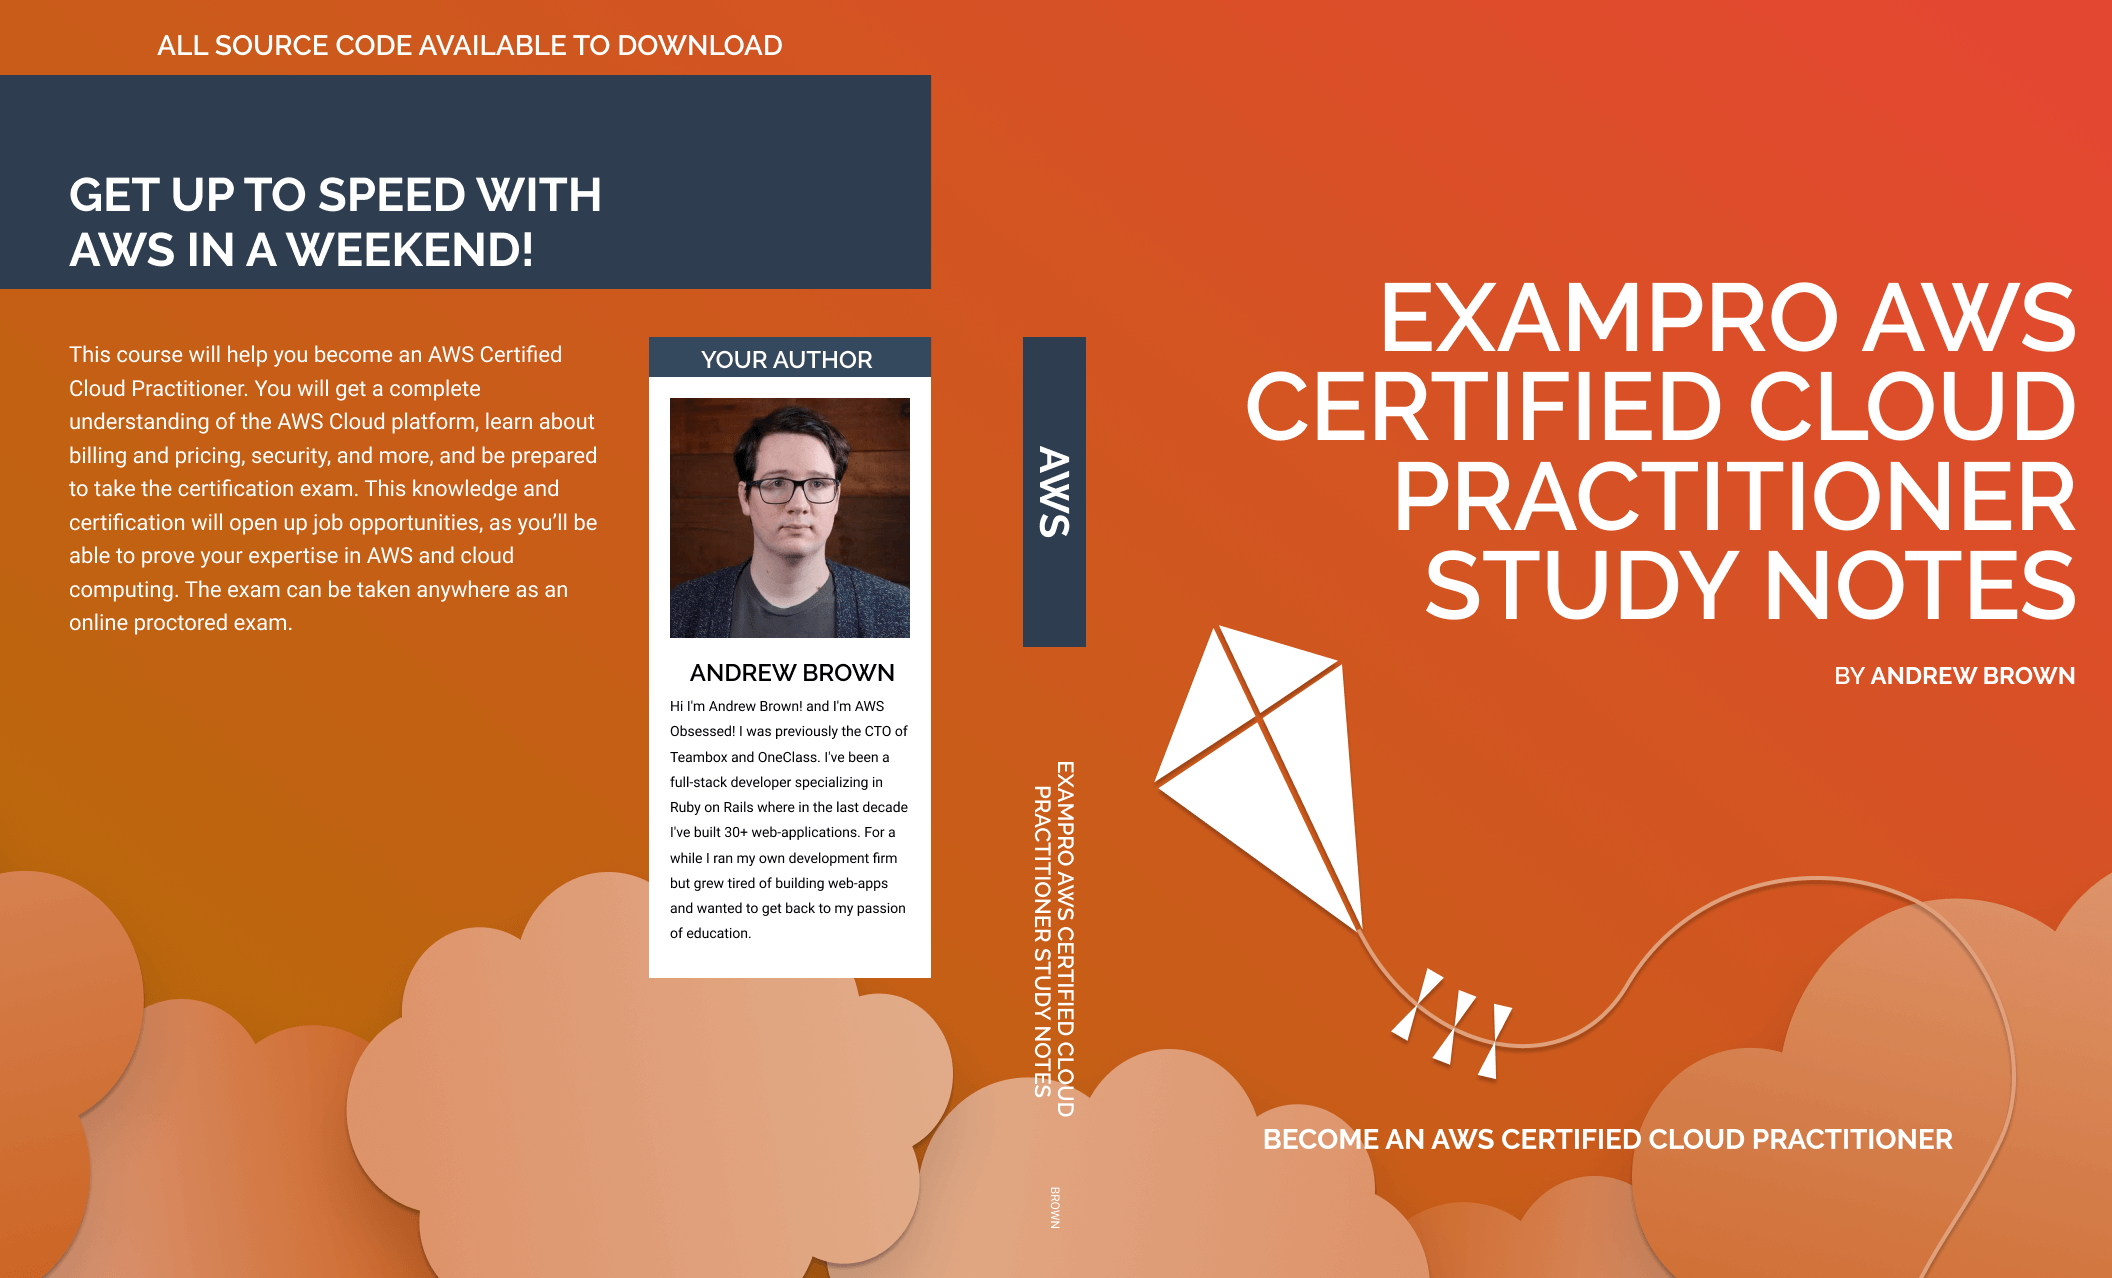 ALL SOURCE CODE AVAILABLE TO DOWNLOAD
GET UP TO SPEED WITH
AWS IN A WEEKEND!
This course will help you become an AWS Certified
Cloud Practitioner. You will get a complete
understanding of the AWS Cloud platform, learn about
billing and pricing, security, and more, and be prepared
to take the certification exam. This knowledge and
certification will open up job opportunities, as you’ll be
able to prove your expertise in AWS and cloud
computing. The exam can be taken anywhere as an
online proctored exam.
YOUR AUTHOR
ANDREW BROWN
Hi I'm Andrew Brown! and I'm AWS
Obsessed! I was previously the CTO of
Teambox and OneClass. I've been a
full-stack developer specializing in
Ruby on Rails where in the last decade
I've built 30+ web-applications. For a
while I ran my own development firm
but grew tired of building web-apps
and wanted to get back to my passion
of education.
AWS
EXAMPRO AWS CERTIFIED CLOUD
PRACTITIONER STUDY NOTES
BROWN
EXAMPRO AWS
CERTIFIED CLOUD
PRACTITIONER
STUDY NOTES
BY ANDREW BROWN
BECOME AN AWS CERTIFIED CLOUD PRACTITIONER